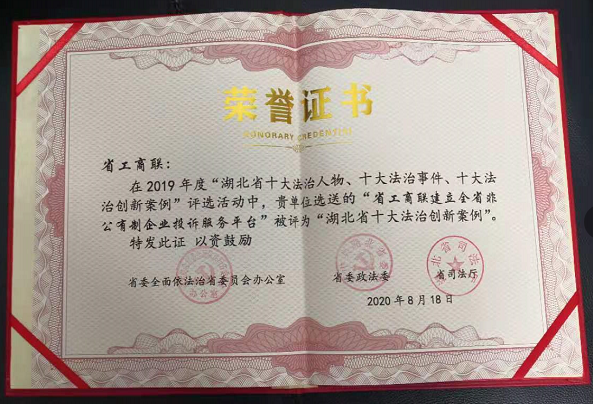 荣誉证书
HONORARY CREDENTIAL
省工商联：
在2019年度“湖北省十大法治人物、十大法治事件、十大法
治创新案例”评选活动中，贵单位选送的“省工商联建立全省非
公有制企业投诉服务平台”被评为“湖北省十大法治创新案例”。
特发此证 以资鼓励
省委全面依法治省委员会办公室 省委政法委 省司法厅
2020年8月18日